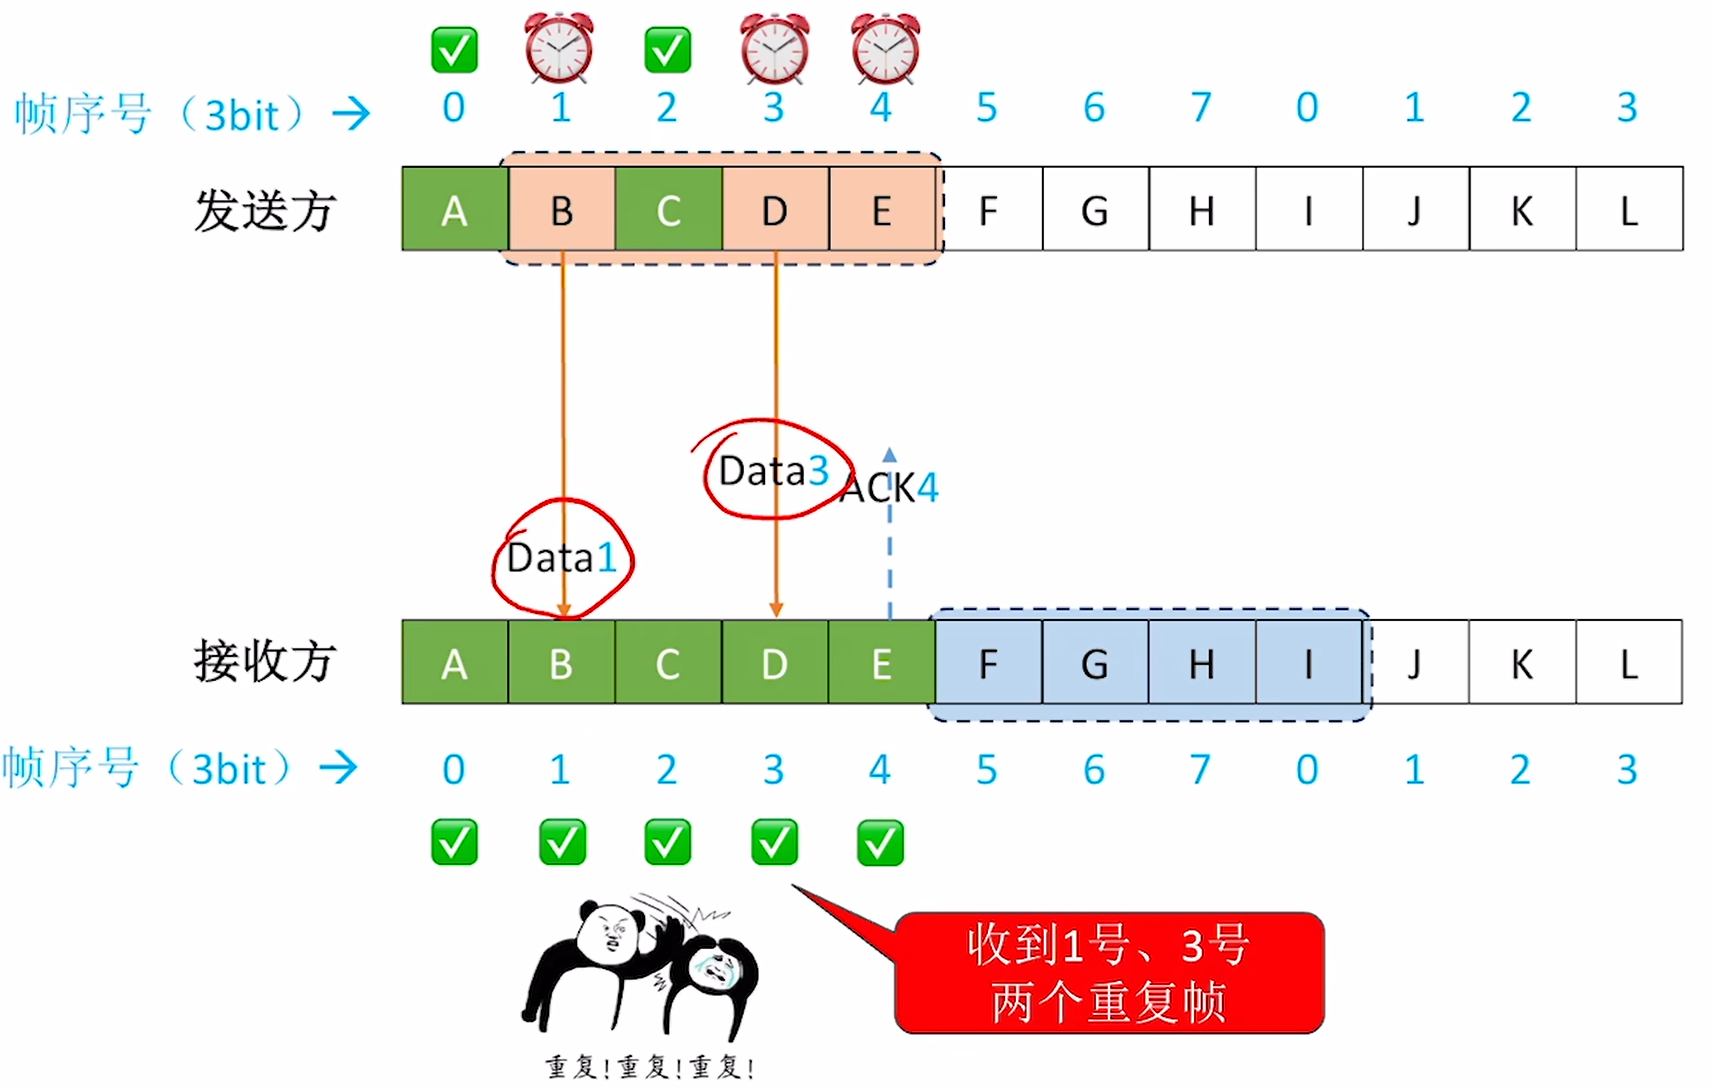 帧序号（3bit）→ 0 1 2 3 4 5 6 7 0 1 2 3
发送方 A B C D E F G H I J K L
Data3 ACK4
Data1
接收方 A B C D E F G H I J K L
帧序号（3bit）→ 0 1 2 3 4 5 6 7 0 1 2 3
收到1号、3号
两个重复帧
重复!重复!重复!